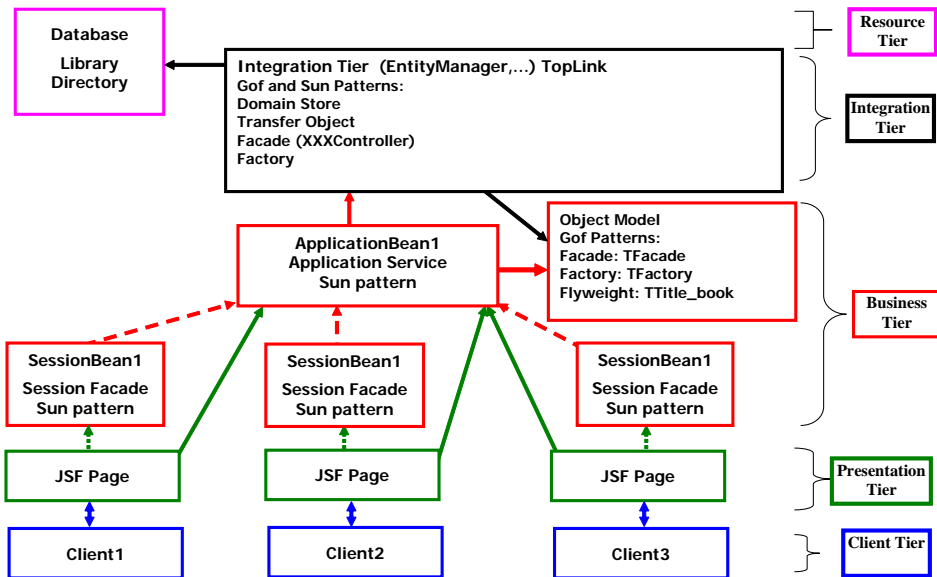 Database
Library
Directory
Integration Tier (EntityManager,...) TopLink
Gof and Sun Patterns:
Domain Store
Transfer Object
Facade (XXXController)
Factory
Resource
Tier
Integration
Tier
ApplicationBean1
Application Service
Sun pattern
Object Model
Gof Patterns:
Facade: TFacade
Factory: TFactory
Flyweight: TTitle_book
Business
Tier
SessionBean1
Session Facade
Sun pattern
SessionBean1
Session Facade
Sun pattern
SessionBean1
Session Facade
Sun pattern
JSF Page
JSF Page
JSF Page
Presentation
Tier
Client1
Client2
Client3
Client Tier